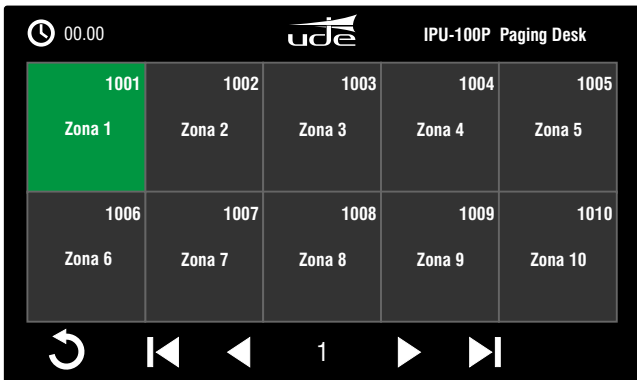 00.00 ude IPU-100P Paging Desk
1001 1002 1003 1004 1005
Zona 1 Zona 2 Zona 3 Zona 4 Zona 5
1006 1007 1008 1009 1010
Zona 6 Zona 7 Zona 8 Zona 9 Zona 10
1